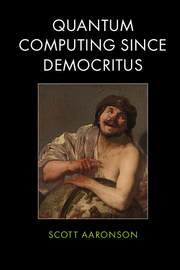 QUANTUM
COMPUTING SINCE
DEMOCRITUS
SCOTT AARONSON